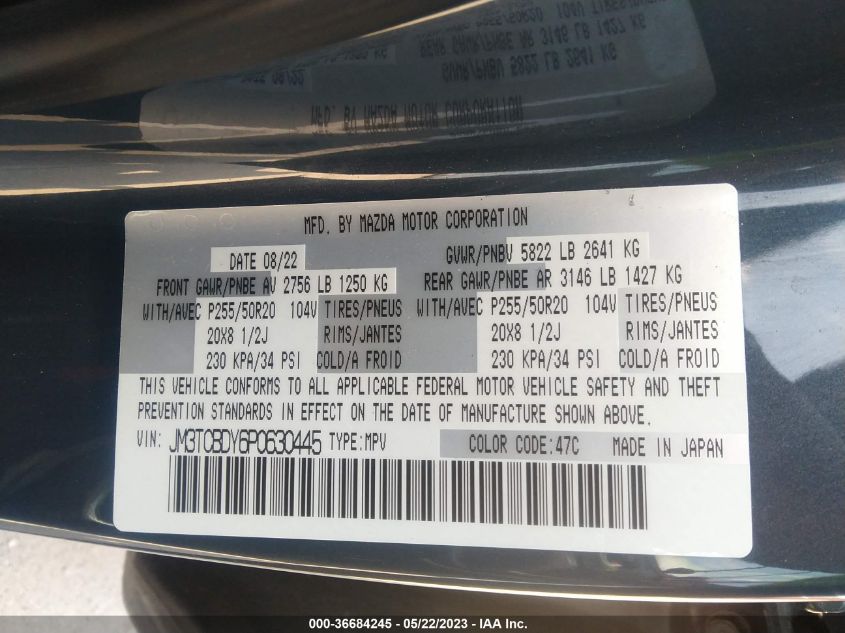 MFD. BY MAZDA MOTOR CORPORATION
DATE 08/22 GVWR/PNBV 5822 LB 2641 KG
FRONT GAWR/PNBE AV 2756 LB 1250 KG REAR GAWR/PNBE AR 3146 LB 1427 KG
WITH/AVEC P255/50R20 104V TIRES/PNEUS WITH/AVEC P255/50R20 104V TIRES/PNEUS
20X8 1/2J RIMS/JANTES 20X8 1/2J RIMS/JANTES
230 KPA/34 PSI COLD/A FROID 230 KPA/34 PSI COLD/A FROID
THIS VEHICLE CONFORMS TO ALL APPLICABLE FEDERAL MOTOR VEHICLE SAFETY AND THEFT
PREVENTION STANDARDS IN EFFECT ON THE DATE OF MANUFACTURE SHOWN ABOVE.
VIN: JM3TCBDY6P0630445 TYPE:MPV COLOR CODE:47C MADE IN JAPAN
000-36684245 - 05/22/2023 - IAA Inc.